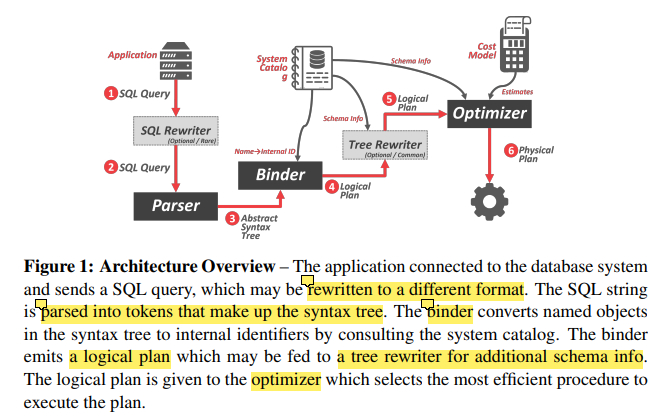 Application
System
Catalo
g
Schema Info
Cost
Model
1 SQL Query
5 Logical
Plan
Estimates
SQL Rewriter
(Optional / Rare)
Schema Info
Optimizer
Tree Rewriter
(Optional / Common)
Name→Internal ID
2 SQL Query
6 Physical
Plan
Binder
4 Logical
Plan
Parser
3 Abstract
Syntax
Tree
Figure 1: Architecture Overview – The application connected to the database system
and sends a SQL query, which may be rewritten to a different format. The SQL string
is parsed into tokens that make up the syntax tree. The binder converts named objects
in the syntax tree to internal identifiers by consulting the system catalog. The binder
emits a logical plan which may be fed to a tree rewriter for additional schema info.
The logical plan is given to the optimizer which selects the most efficient procedure to
execute the plan.